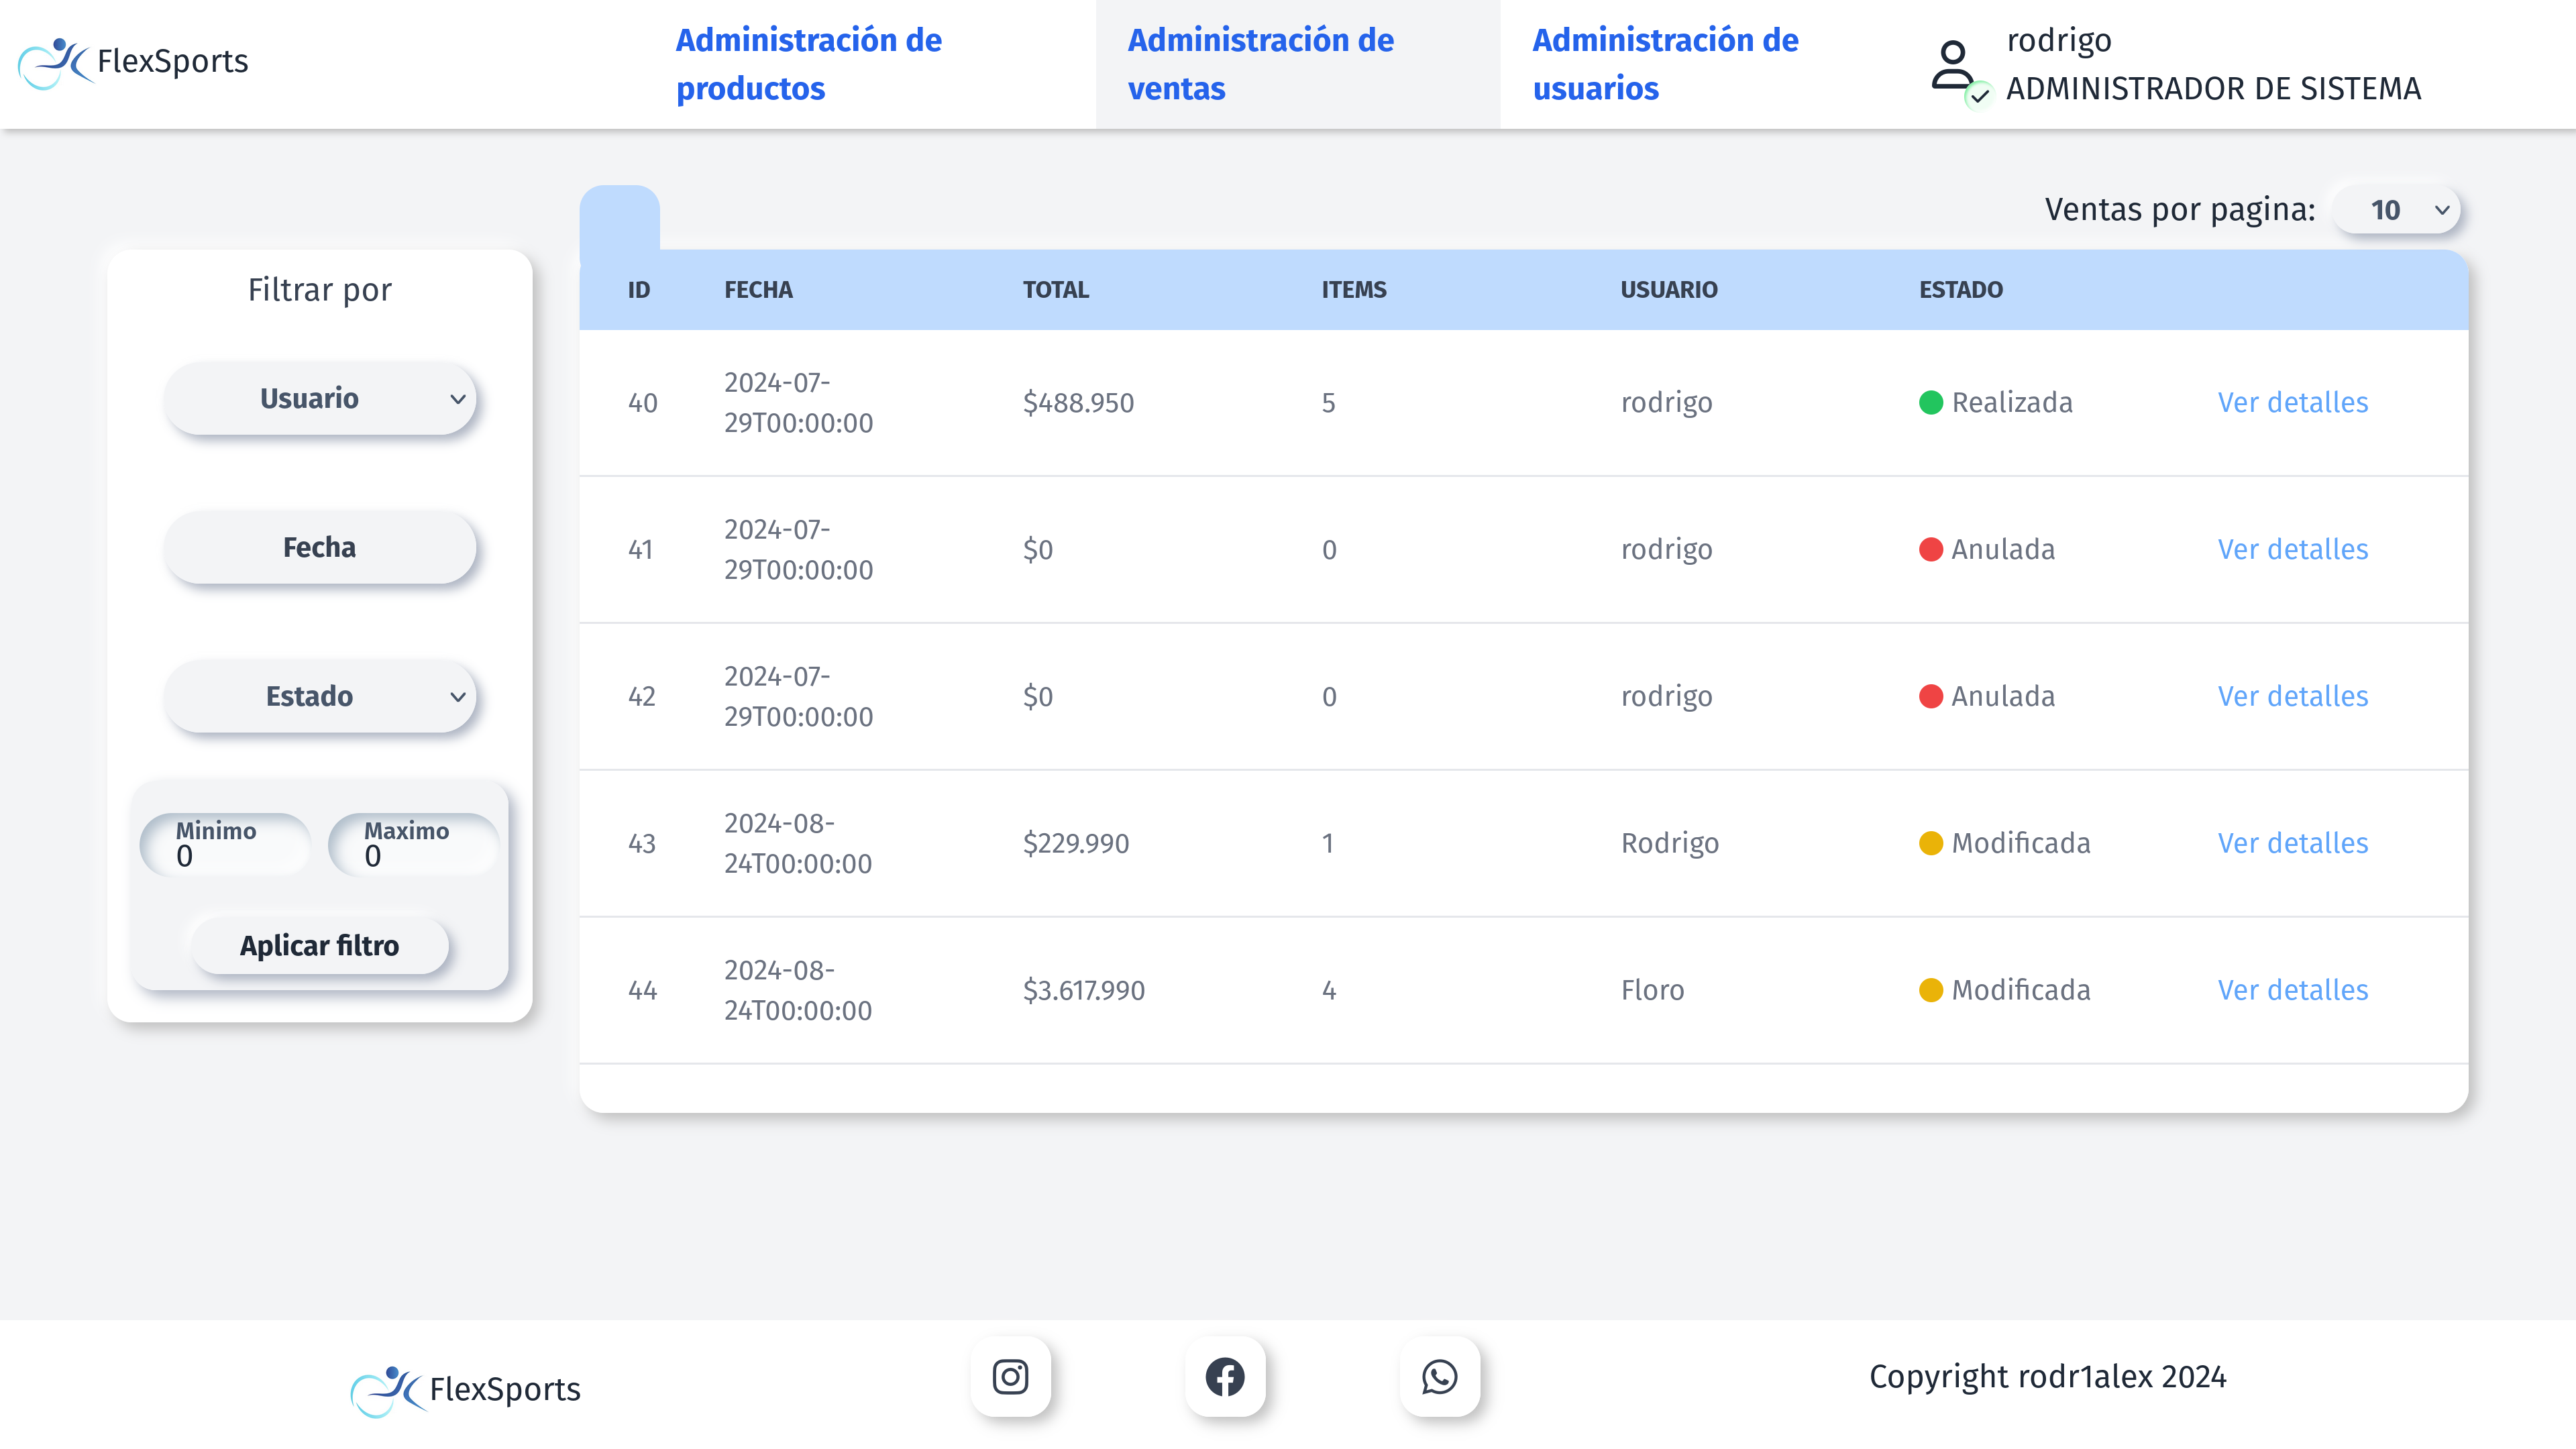 FlexSports
Administración de
productos
Administración de
ventas
Administración de
usuarios
rodrigo
ADMINISTRADOR DE SISTEMA
Ventas por pagina: 10
Filtrar por
Usuario
Fecha
Estado
Minimo
0
Maximo
0
Aplicar filtro
ID FECHA TOTAL ITEMS USUARIO ESTADO
40 2024-07-
29T00:00:00 $488.950 5 rodrigo Realizada Ver detalles
41 2024-07-
29T00:00:00 $0 0 rodrigo Anulada Ver detalles
42 2024-07-
29T00:00:00 $0 0 rodrigo Anulada Ver detalles
43 2024-08-
24T00:00:00 $229.990 1 Rodrigo Modificada Ver detalles
44 2024-08-
24T00:00:00 $3.617.990 4 Floro Modificada Ver detalles
FlexSports
Copyright rodr1alex 2024